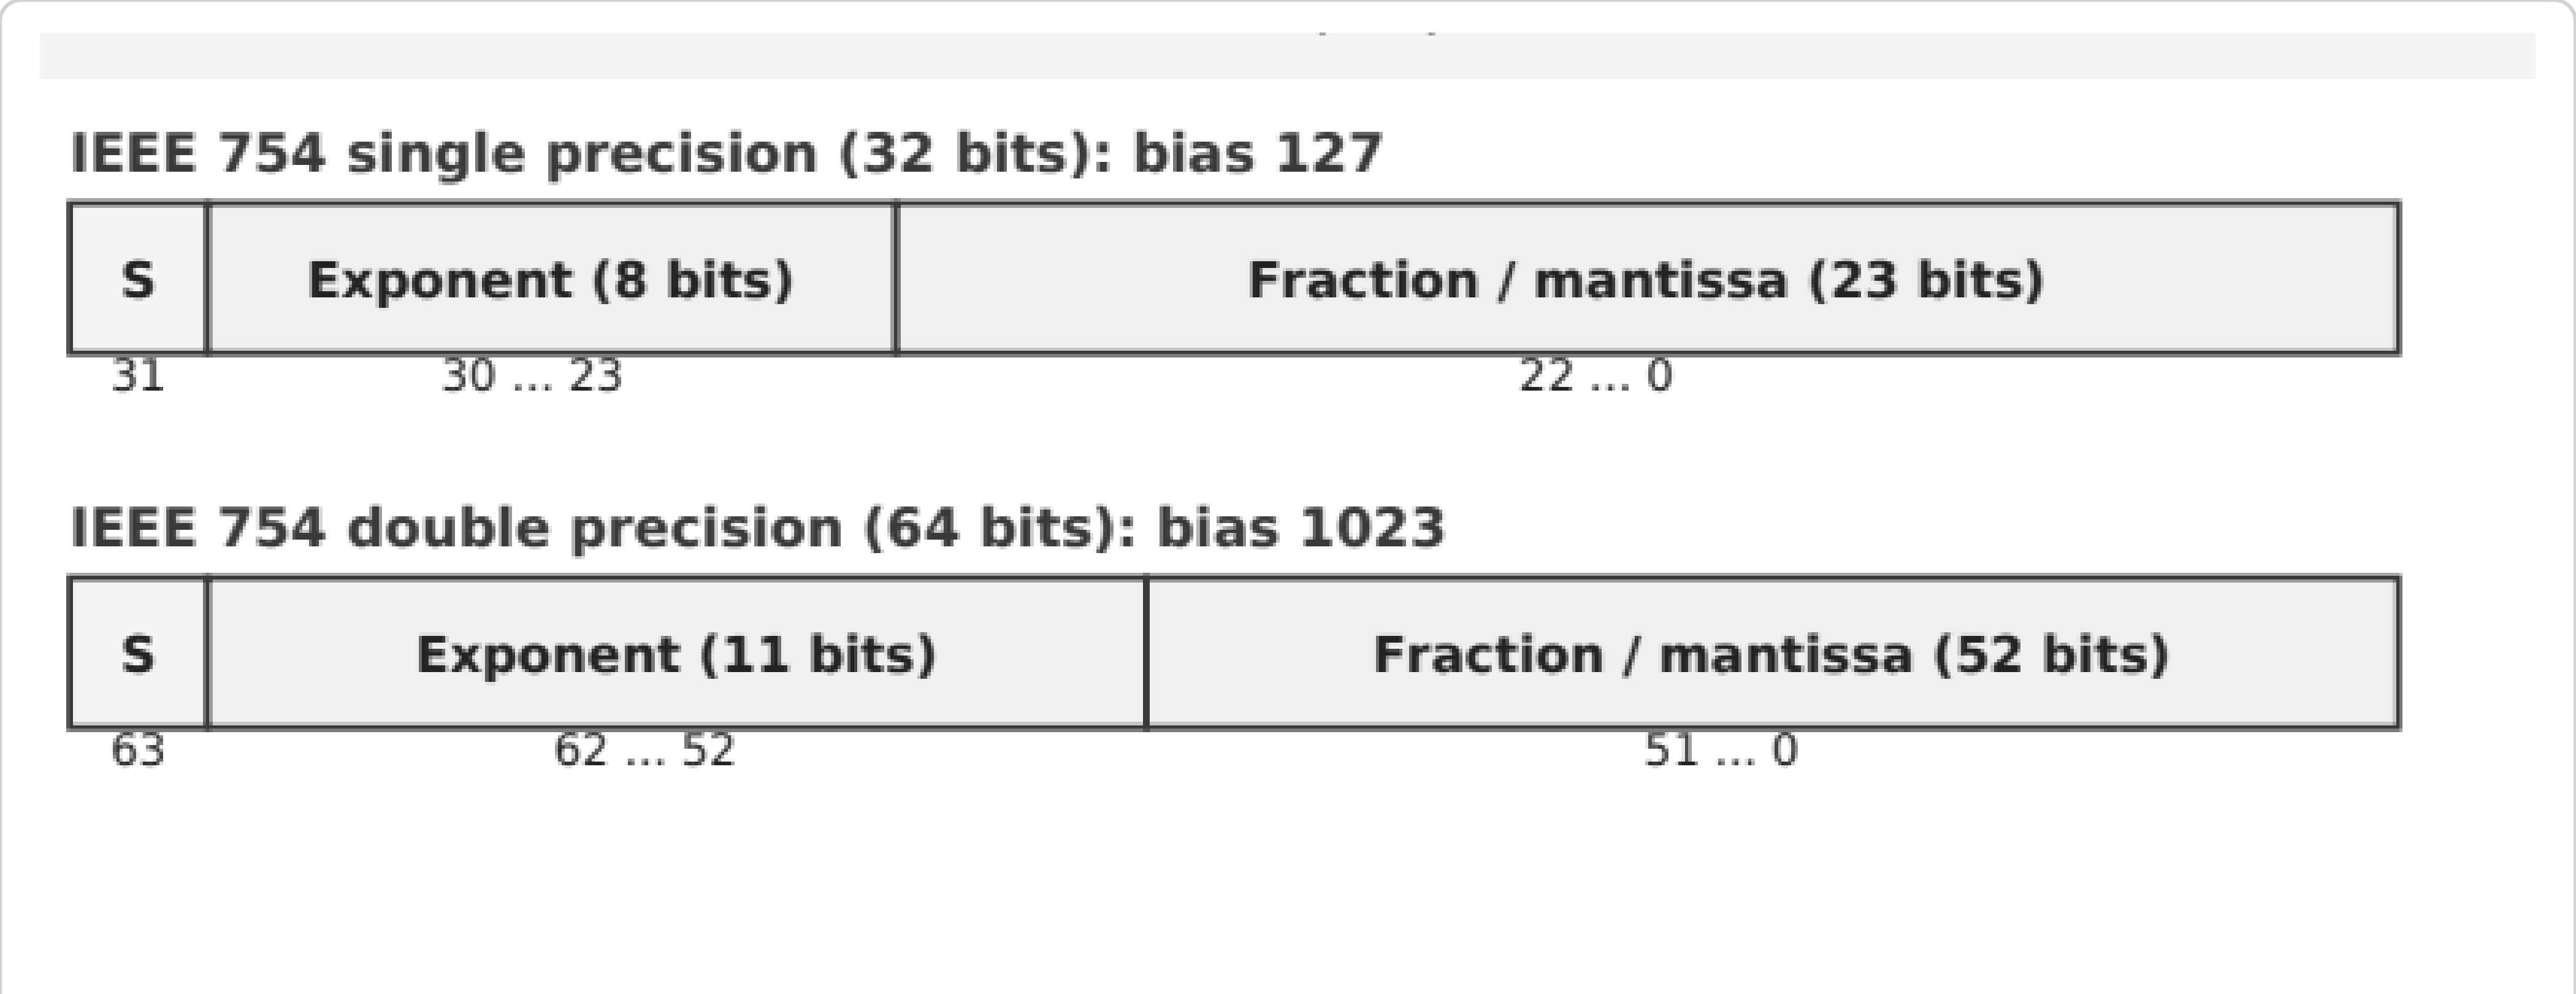 IEEE 754 single precision (32 bits): bias 127
S Exponent (8 bits) Fraction / mantissa (23 bits)
31 30 ... 23 22 ... 0
IEEE 754 double precision (64 bits): bias 1023
S Exponent (11 bits) Fraction / mantissa (52 bits)
63 62 ... 52 51 ... 0